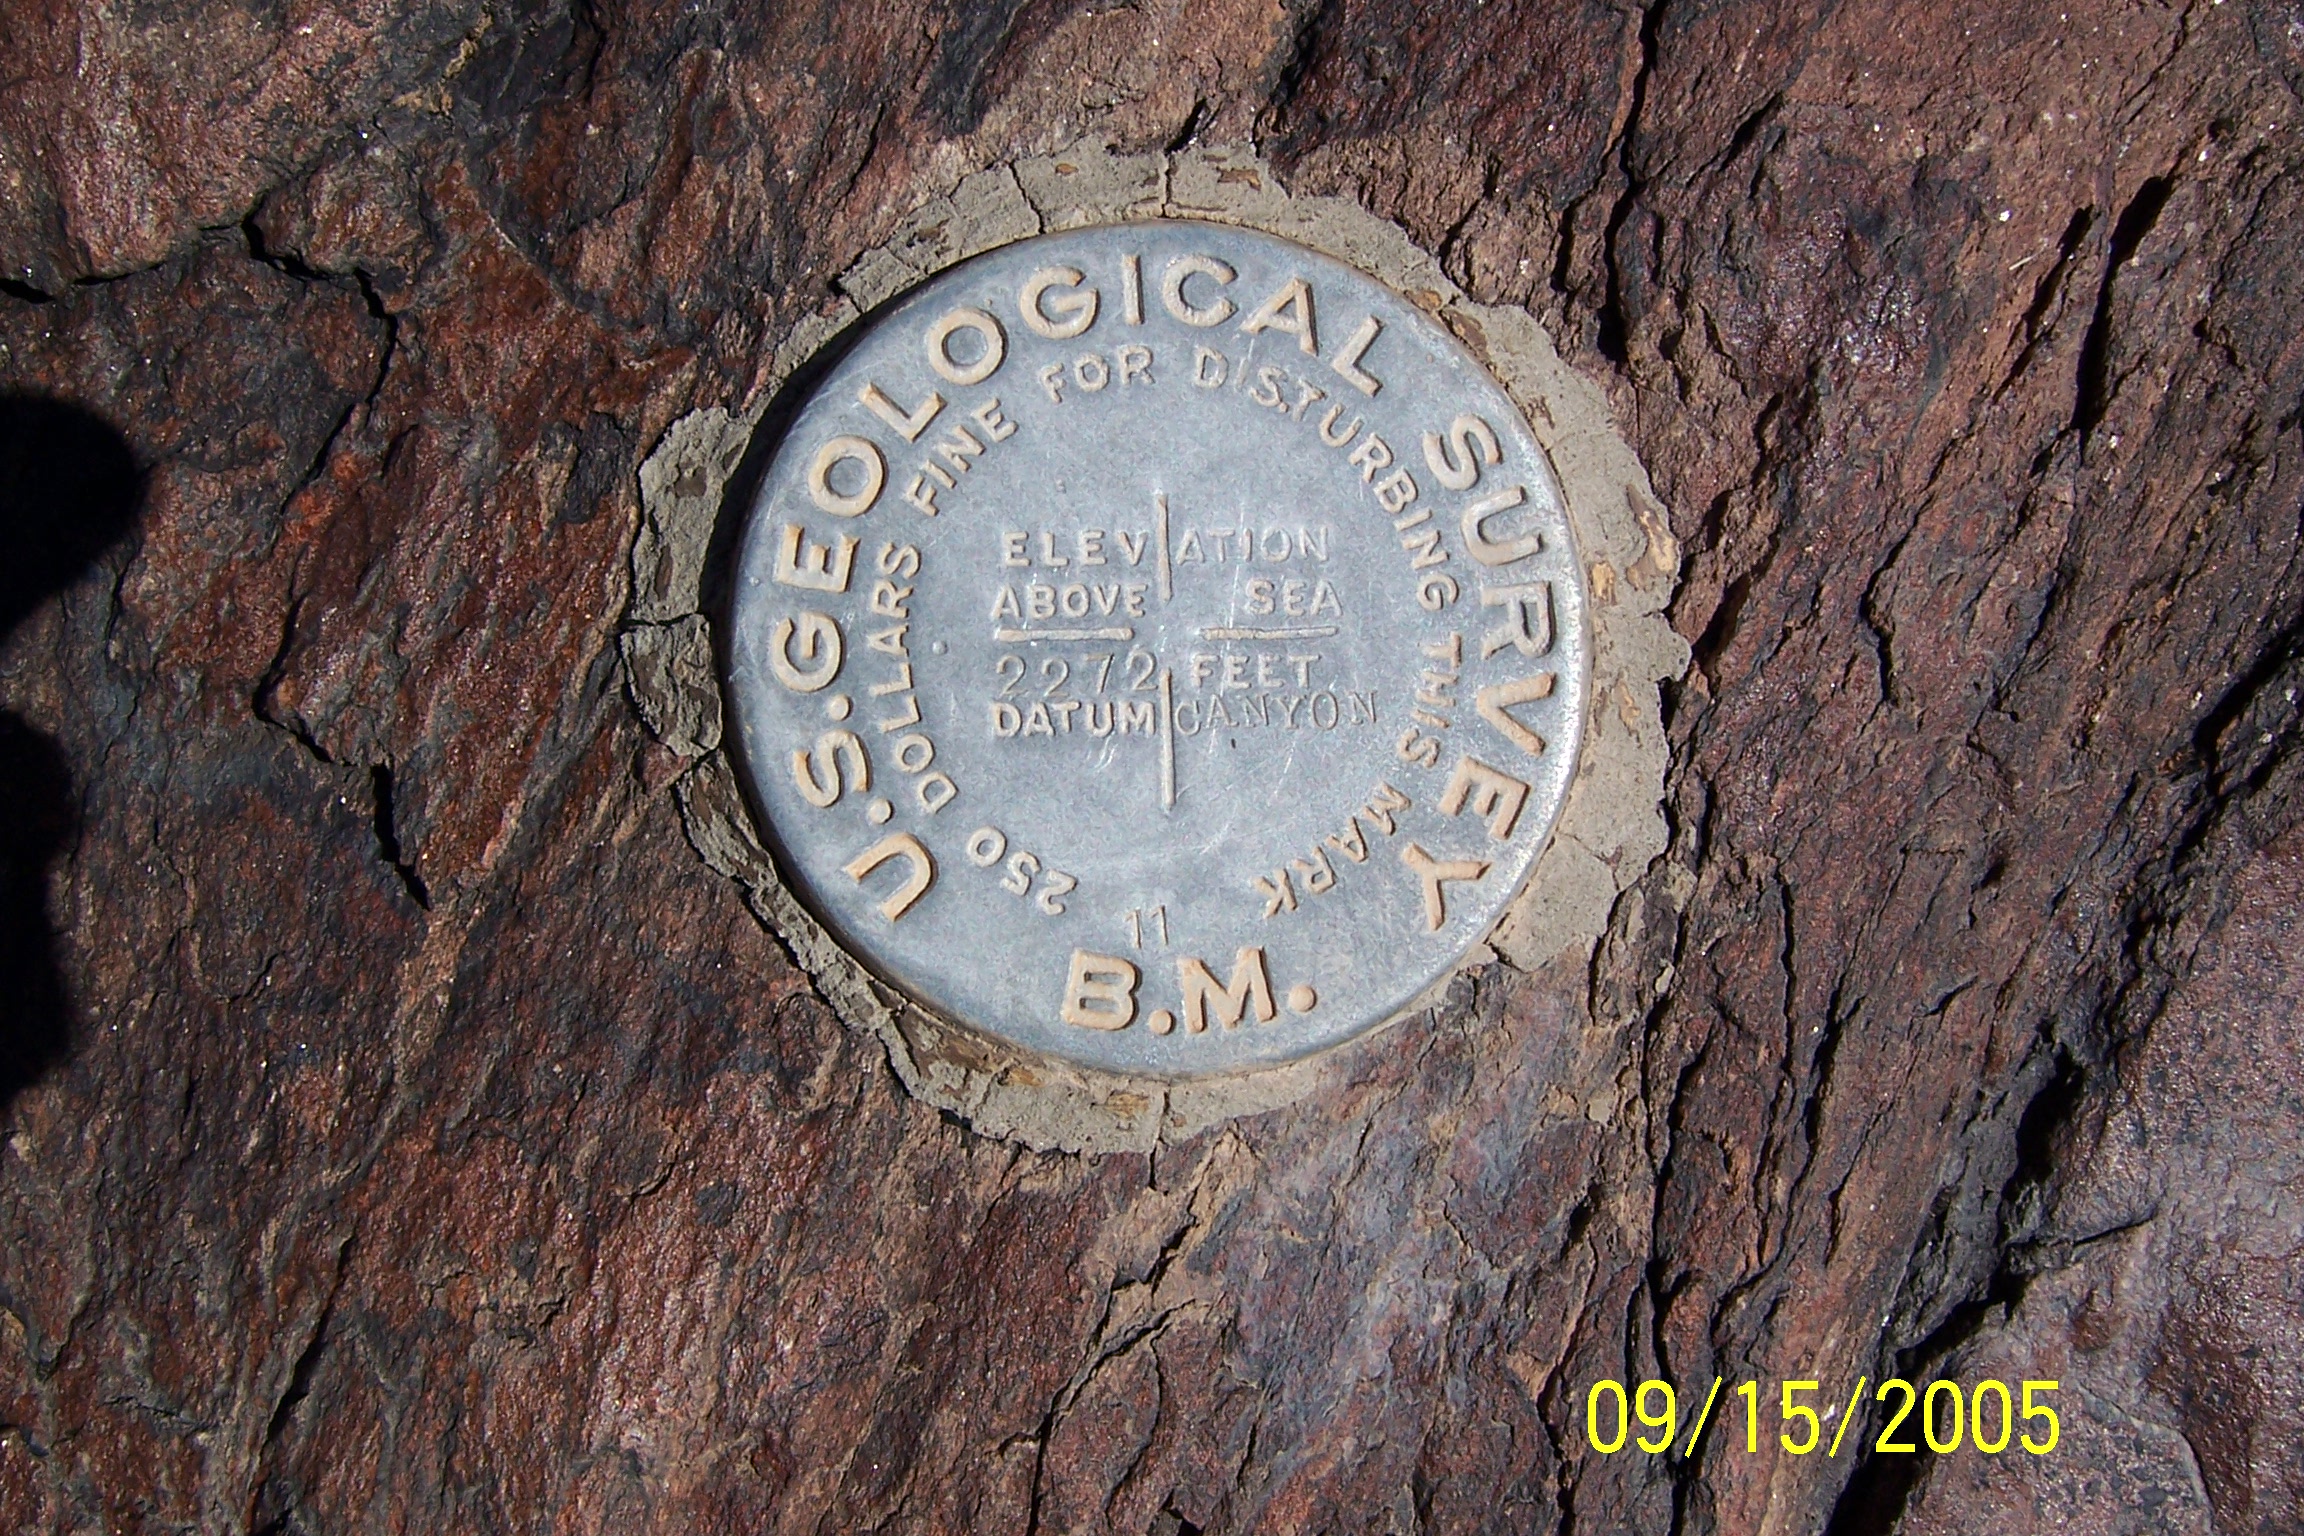 U.S. GEOLOGICAL SURVEY
250 DOLLARS FINE FOR DISTURBING THIS MARK
ELEVATION
ABOVE SEA
2272 FEET
DATUM CANYON
11
B.M.
09/15/2005